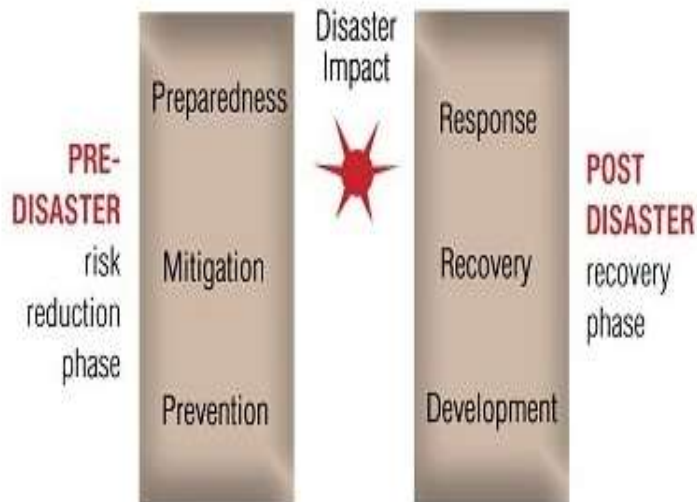 PRE-
DISASTER
risk
reduction
phase
Preparedness
Mitigation
Prevention
Disaster
Impact
Response
Recovery
Development
POST
DISASTER
recovery
phase